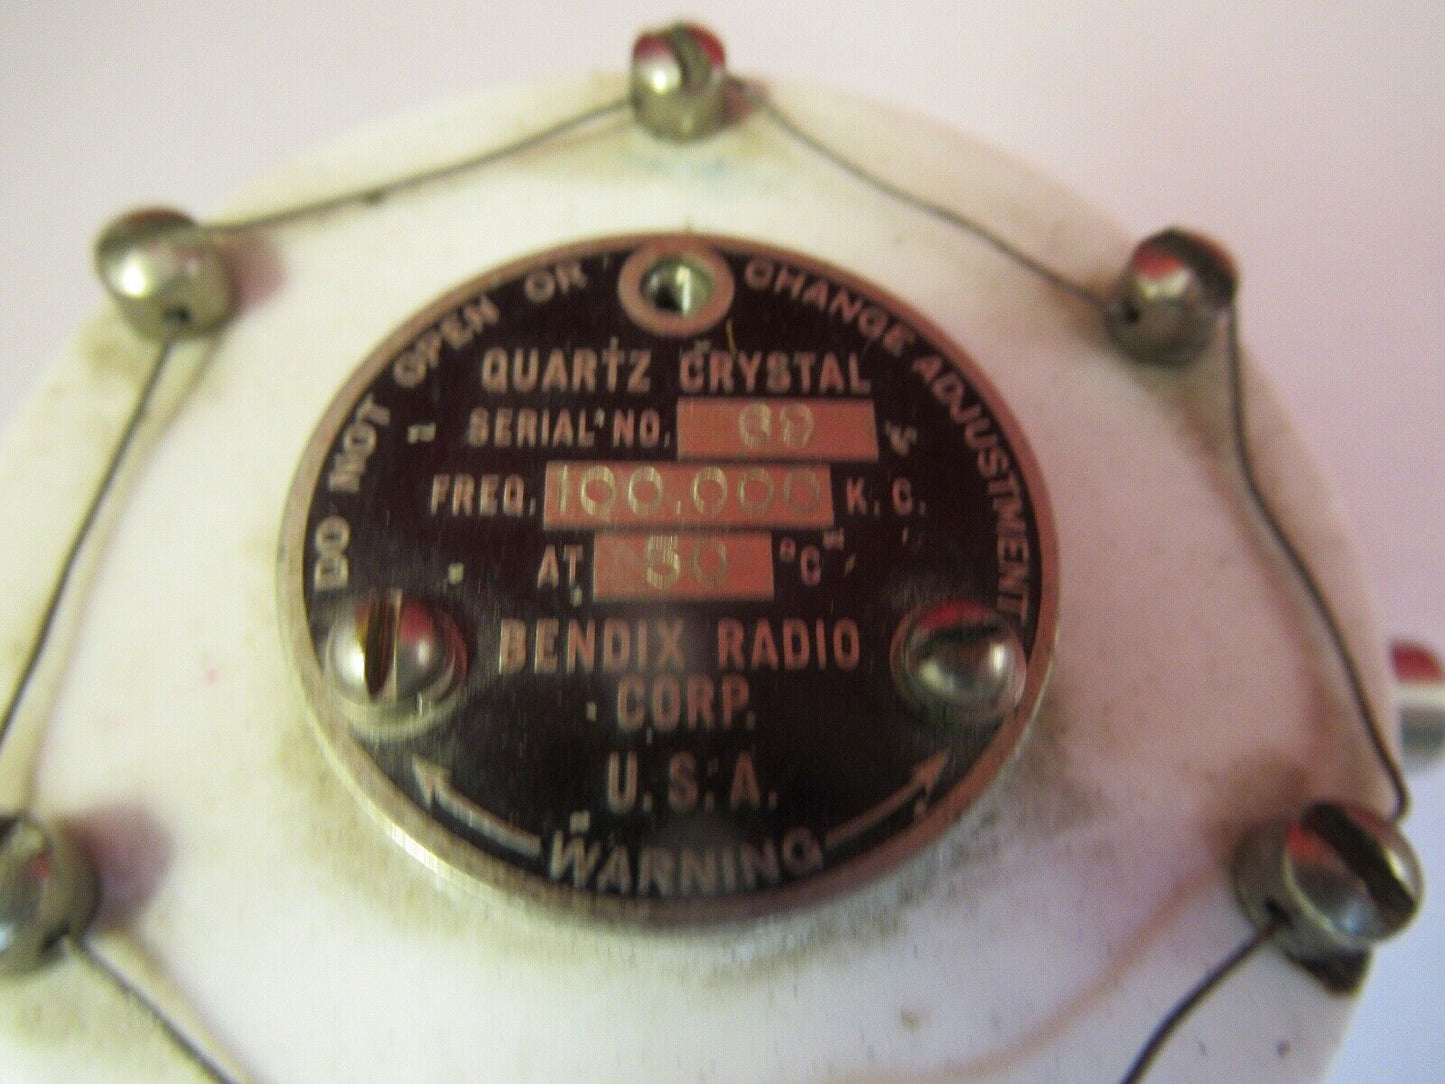 DO NOT OPEN OR CHANGE ADJUSTMENT
QUARTZ CRYSTAL
SERIAL NO.
FREQ. 100.000 K.C.
AT 50 °C
BENDIX RADIO
CORP.
U.S.A.
WARNING